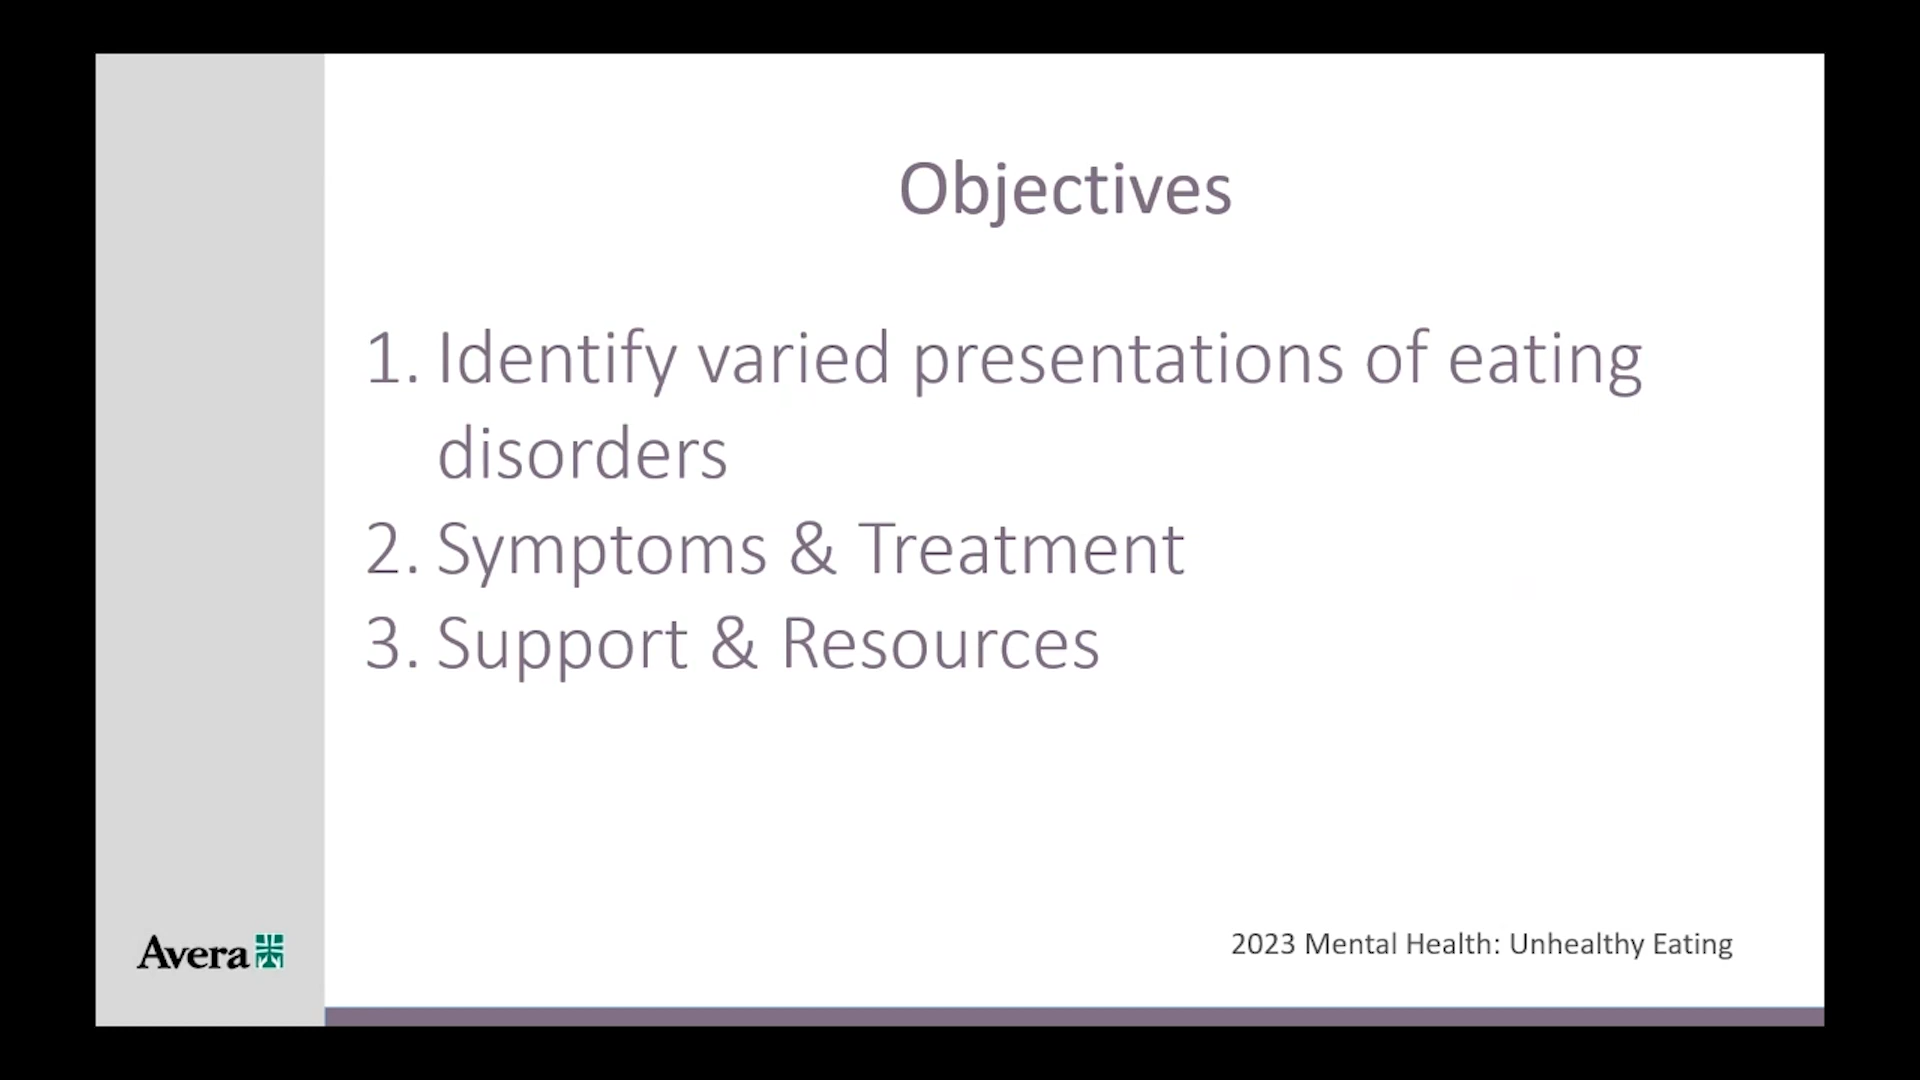 Objectives
1. Identify varied presentations of eating
disorders
2. Symptoms & Treatment
3. Support & Resources
Avera
2023 Mental Health: Unhealthy Eating